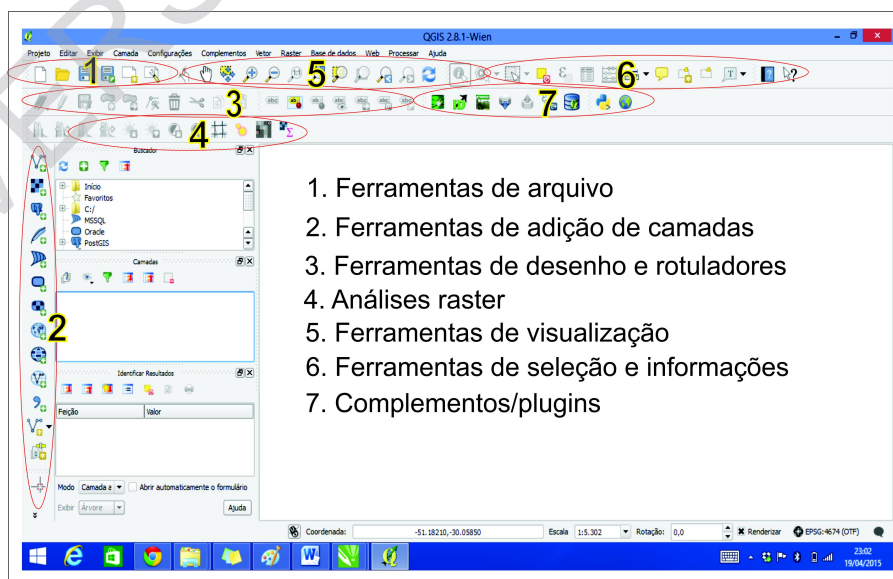 VERS
QGIS 2.8.1-Wien
Projeto Editar Exibir Camada Configurações Complementos Vetor Raster Base de dados Web Processar Ajuda
1
5
6
3
7
4
2
Buscador
Início
Favoritos
C:/
MSSQL
Oracle
PostGIS
Camadas
Identificar Resultados
Feição Valor
Modo Camada a Abrir automaticamente o formulário
Exibir Árvore Ajuda
1. Ferramentas de arquivo
2. Ferramentas de adição de camadas
3. Ferramentas de desenho e rotuladores
4. Análises raster
5. Ferramentas de visualização
6. Ferramentas de seleção e informações
7. Complementos/plugins
Coordenada: -51.18210,-30.05850 Escala 1:5.302 Rotação: 0,0 Renderizar EPSG:4674 (OTF)
23:02
19/04/2015